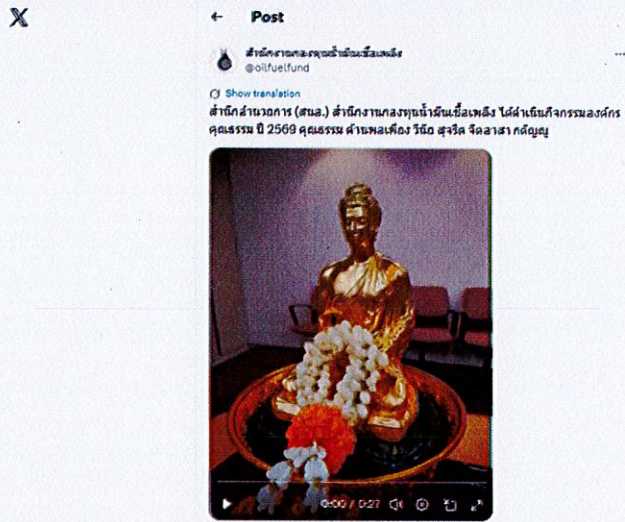 Post
สำนักงานกองทุนน้ำมันเชื้อเพลิง
@oilfuelfund
Show translation
สำนักอำนวยการ (สนอ.) สำนักงานกองทุนน้ำมันเชื้อเพลิง ได้ดำเนินกิจกรรมองค์กร
คุณธรรม ปี 2569 คุณธรรม ด้านพอเพียง วินัย สุจริต จิตอาสา กตัญญู
0:00 / 0:27